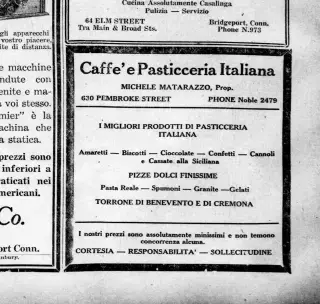 Cucina Assolutamente Casalinga
Pulizia — Servizio
64 ELM STREET
Bridgeport, Conn.
Tra Main & Broad Sts.
Phone N.973
gli apparecchi
vostro piacere,
ite di distanza.
e macchine
endute con
enite e ma-
a voi stesso.
mier" è la
achina che
a statica.
prezzi sono
inferiori a
raticati nei
mericani.
Co.
port Conn.
Caffe' e Pasticceria Italiana
MICHELE MATARAZZO, Prop.
630 PEMBROKE STREET
PHONE Noble 2479
I MIGLIORI PRODOTTI DI PASTICCERIA
ITALIANA
Amaretti — Biscotti — Cioccolate — Confetti — Cannoli
e Cassate alla Siciliana
PIZZE DOLCI FINISSIME
Pasta Reale — Spumoni — Granite —Gelati
TORRONE DI BENEVENTO E DI CREMONA
I nostri prezzi sono assolutamente minissimi e non temono
concorrenza alcuna.
CORTESIA — RESPONSABILITA' — SOLLECITUDINE